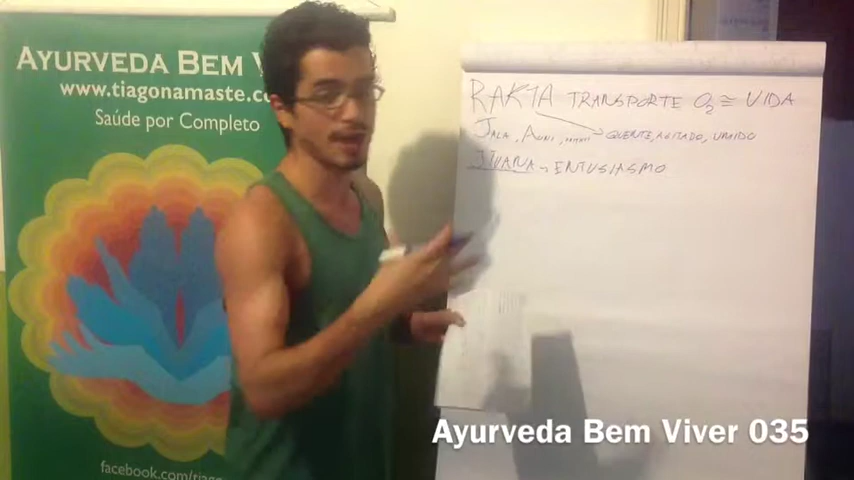 AYURVEDA BEM
www.tiagonamaste.c
Saúde por Completo
RAKTA TRANSPORTE O₂ ≅ VIDA
JALA, AGNI, → QUENTE, AGITADO, UMIDO
JIVANA → ENTUSIASMO
Ayurveda Bem Viver 035
facebook.com/tiag